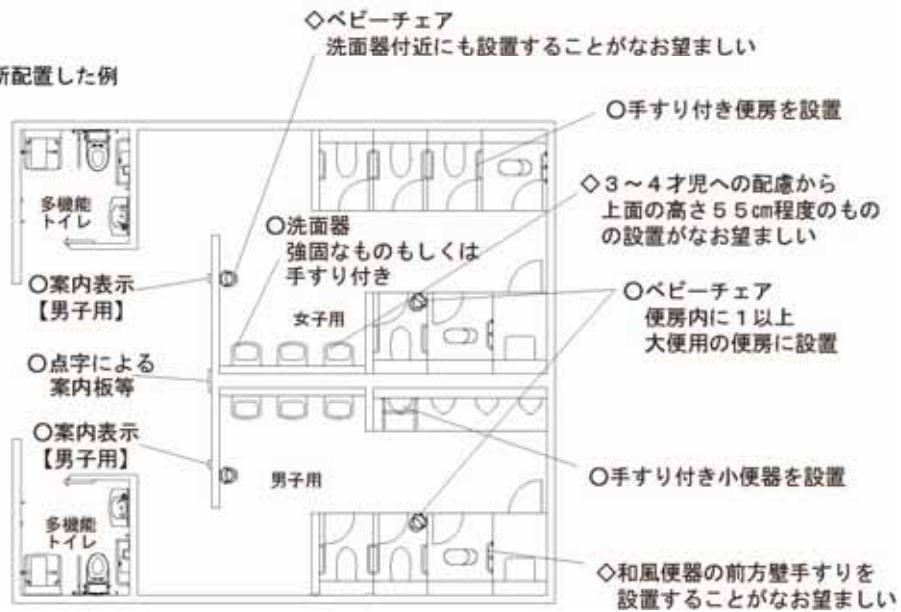 ◇ベビーチェア
洗面器付近にも設置することがなお望ましい
所配置した例
○手すり付き便房を設置
◇3〜4才児への配慮から
上面の高さ55㎝程度のもの
の設置がなお望ましい
多機能
トイレ
○洗面器
強固なものもしくは
手すり付き
○案内表示
【男子用】
女子用
○ベビーチェア
便房内に1以上
大便用の便房に設置
○点字による
案内板等
○案内表示
【男子用】
男子用
○手すり付き小便器を設置
多機能
トイレ
◇和風便器の前方壁手すりを
設置することがなお望ましい